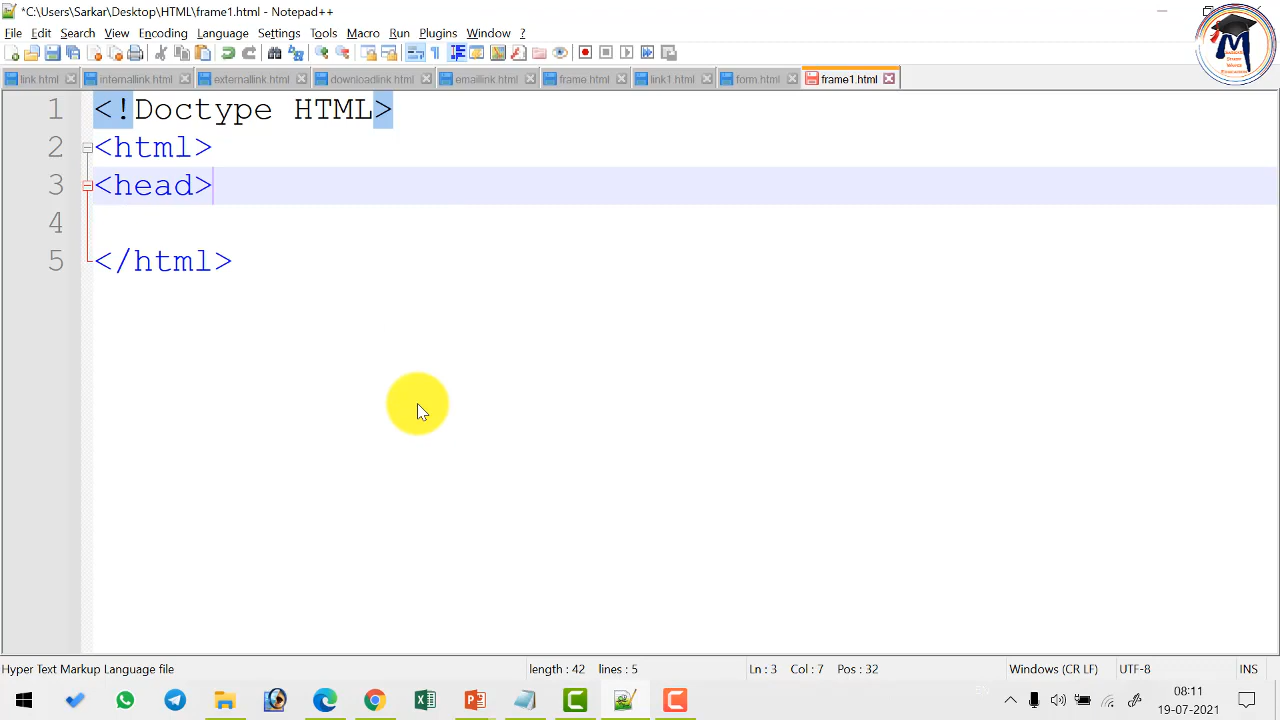 *C:\Users\Sarkar\Desktop\HTML\frame1.html - Notepad++
File Edit Search View Encoding Language Settings Tools Macro Run Plugins Window ?
link.html internallink.html externallink.html downloadlink.html emaillink.html frame.html link1.html form.html frame1.html
1 <!Doctype HTML>
2 <html>
3 <head>
4
5 </html>
Hyper Text Markup Language file length : 42 lines : 5 Ln : 3 Col : 7 Pos : 32 Windows (CR LF) UTF-8 INS
08:11
19-07-2021